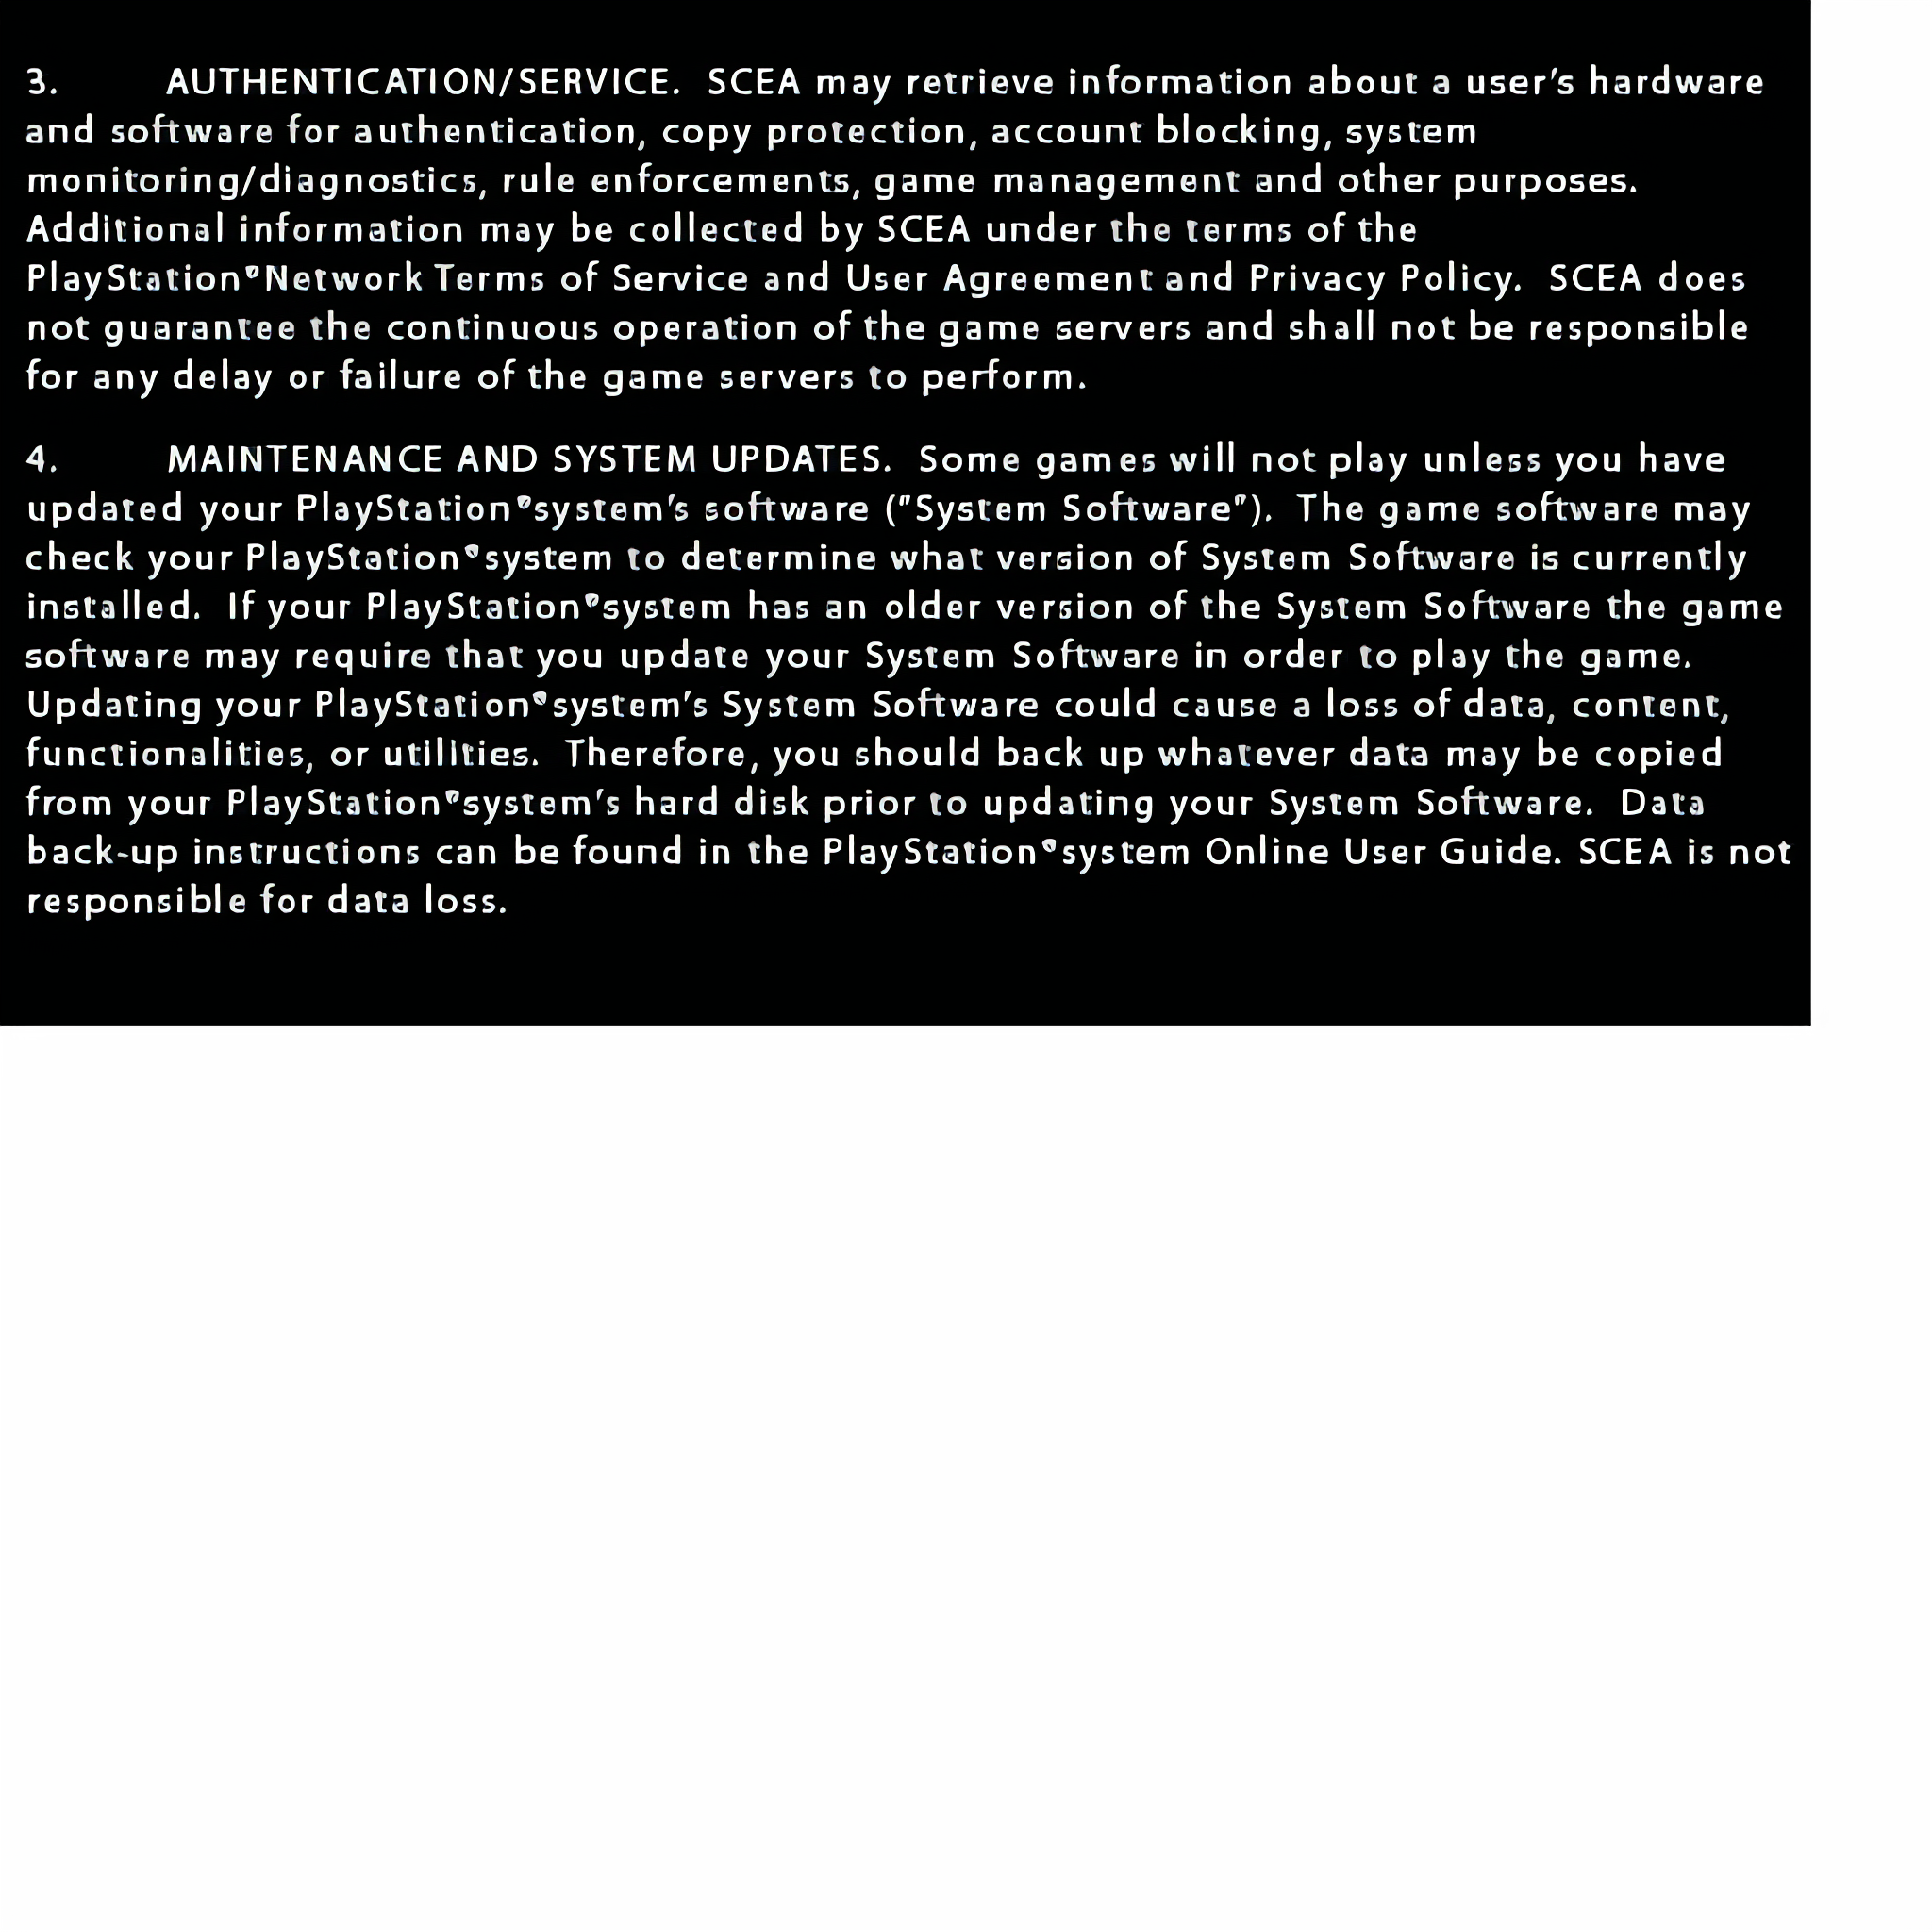 3. AUTHENTICATION/SERVICE. SCEA may retrieve information about a user's hardware
and software for authentication, copy protection, account blocking, system
monitoring/diagnostics, rule enforcements, game management and other purposes.
Additional information may be collected by SCEA under the terms of the
PlayStation®Network Terms of Service and User Agreement and Privacy Policy. SCEA does
not guarantee the continuous operation of the game servers and shall not be responsible
for any delay or failure of the game servers to perform.
4. MAINTENANCE AND SYSTEM UPDATES. Some games will not play unless you have
updated your PlayStation®system's software ("System Software"). The game software may
check your PlayStation®system to determine what version of System Software is currently
installed. If your PlayStation®system has an older version of the System Software the game
software may require that you update your System Software in order to play the game.
Updating your PlayStation®system's System Software could cause a loss of data, content,
functionalities, or utilities. Therefore, you should back up whatever data may be copied
from your PlayStation®system's hard disk prior to updating your System Software. Data
back-up instructions can be found in the PlayStation®system Online User Guide. SCEA is not
responsible for data loss.